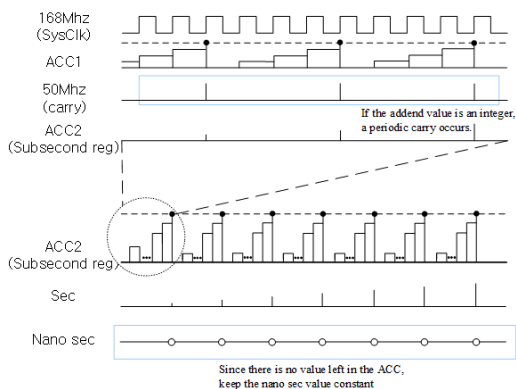 168Mhz
(SysClk)
ACC1
50Mhz
(carry)
If the addend value is an integer,
a periodic carry occurs.
ACC2
(Subsecond reg)
ACC2
(Subsecond reg)
Sec
Nano sec
Since there is no value left in the ACC,
keep the nano sec value constant